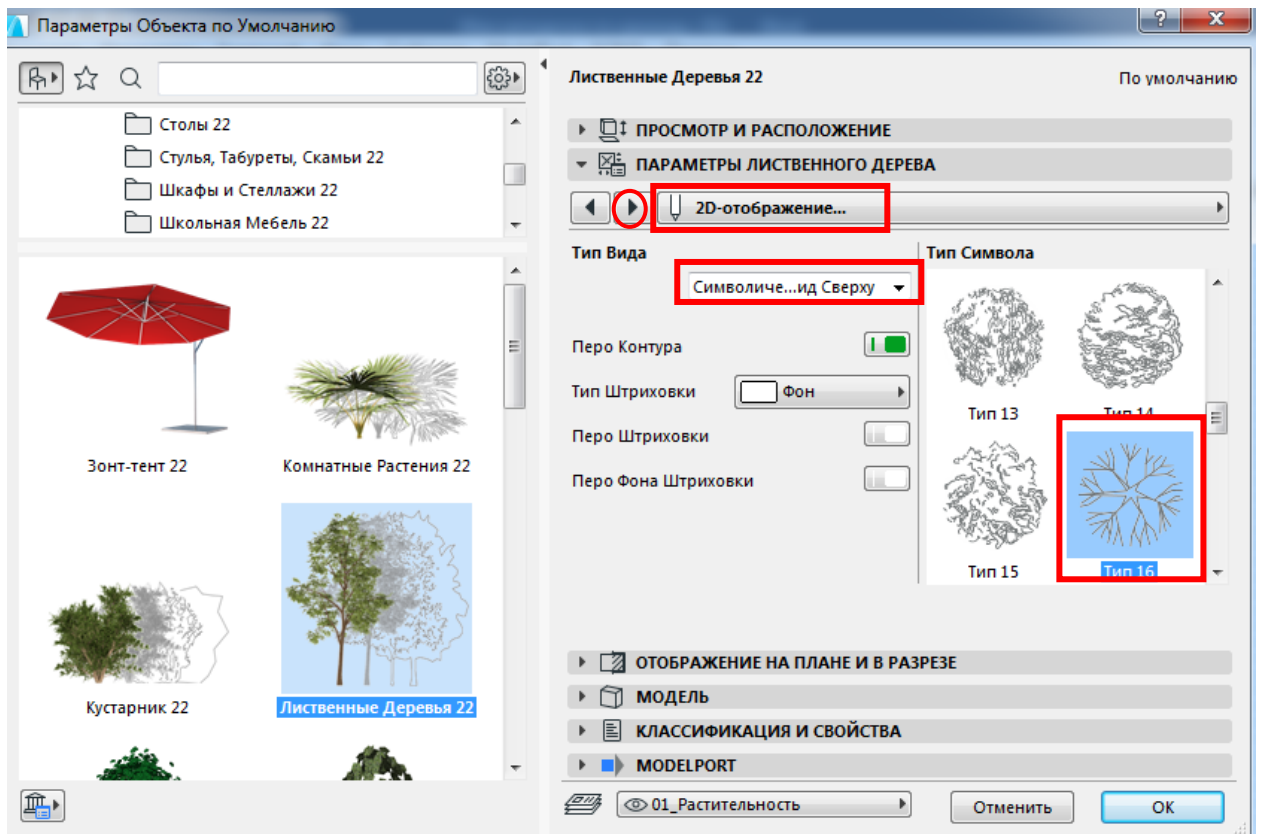 Параметры Объекта по Умолчанию
Столы 22
Стулья, Табуреты, Скамьи 22
Шкафы и Стеллажи 22
Школьная Мебель 22
Зонт-тент 22
Комнатные Растения 22
Кустарник 22
Лиственные Деревья 22
Лиственные Деревья 22
По умолчанию
ПРОСМОТР И РАСПОЛОЖЕНИЕ
ПАРАМЕТРЫ ЛИСТВЕННОГО ДЕРЕВА
2D-отображение...
Тип Вида
Символиче...ид Сверху
Перо Контура
Тип Штриховки
Фон
Перо Штриховки
Перо Фона Штриховки
Тип Символа
Тип 13
Тип 14
Тип 15
Тип 16
ОТОБРАЖЕНИЕ НА ПЛАНЕ И В РАЗРЕЗЕ
МОДЕЛЬ
КЛАССИФИКАЦИЯ И СВОЙСТВА
MODELPORT
01_Растительность
Отменить
OK